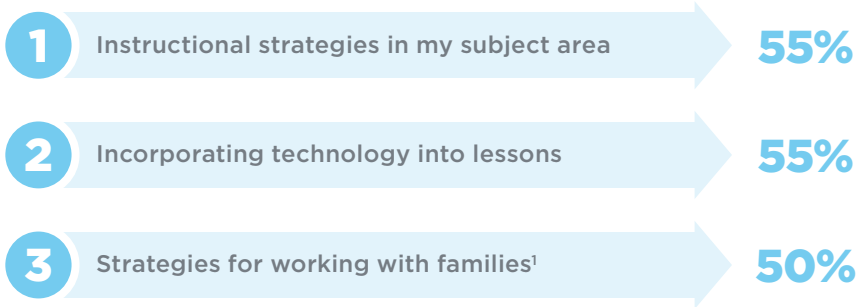 1 Instructional strategies in my subject area 55%
2 Incorporating technology into lessons 55%
3 Strategies for working with families¹ 50%